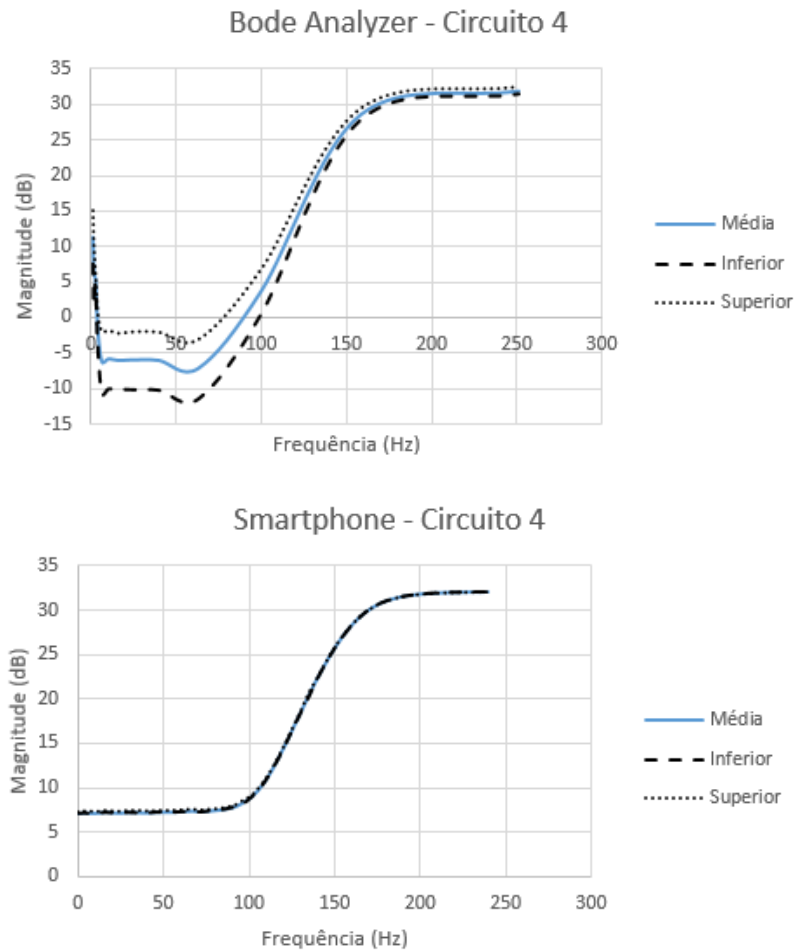 Bode Analyzer - Circuito 4
35
30
25
20
15
10
5
0
-5
-10
-15
0 50 100 150 200 250 300
Magnitude (dB)
Frequência (Hz)
Média
Inferior
Superior
Smartphone - Circuito 4
35
30
25
20
15
10
5
0
0 50 100 150 200 250 300
Magnitude (dB)
Frequência (Hz)
Média
Inferior
Superior